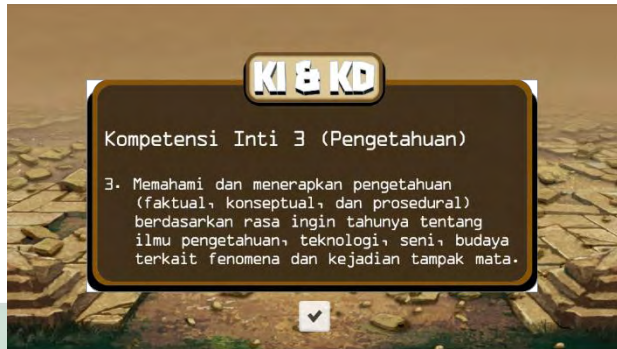 KI & KD
Kompetensi Inti 3 (Pengetahuan)
3. Memahami dan menerapkan pengetahuan
(faktual, konseptual, dan prosedural)
berdasarkan rasa ingin tahunya tentang
ilmu pengetahuan, teknologi, seni, budaya
terkait fenomena dan kejadian tampak mata.